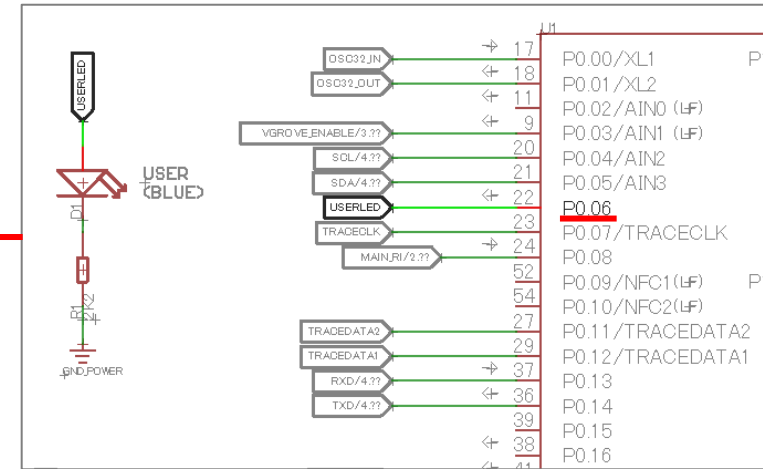 USERLED
USER
(BLUE)
D1
R1
2K2
GND_POWER
U1
OSC32_IN
17
P0.00/XL1
P
OSC32_OUT
18
P0.01/XL2
11
P0.02/AIN0 (LF)
VGROVE_ENABLE/3.??
9
P0.03/AIN1 (LF)
SCL/4.??
20
P0.04/AIN2
SDA/4.??
21
P0.05/AIN3
USERLED
22
P0.06
TRACECLK
23
P0.07/TRACECLK
MAIN_RI/2.??
24
P0.08
52
P0.09/NFC1(LF)
P
54
P0.10/NFC2(LF)
TRACEDATA2
27
P0.11/TRACEDATA2
TRACEDATA1
29
P0.12/TRACEDATA1
RXD/4.??
37
P0.13
TXD/4.??
36
P0.14
39
P0.15
38
P0.16
41